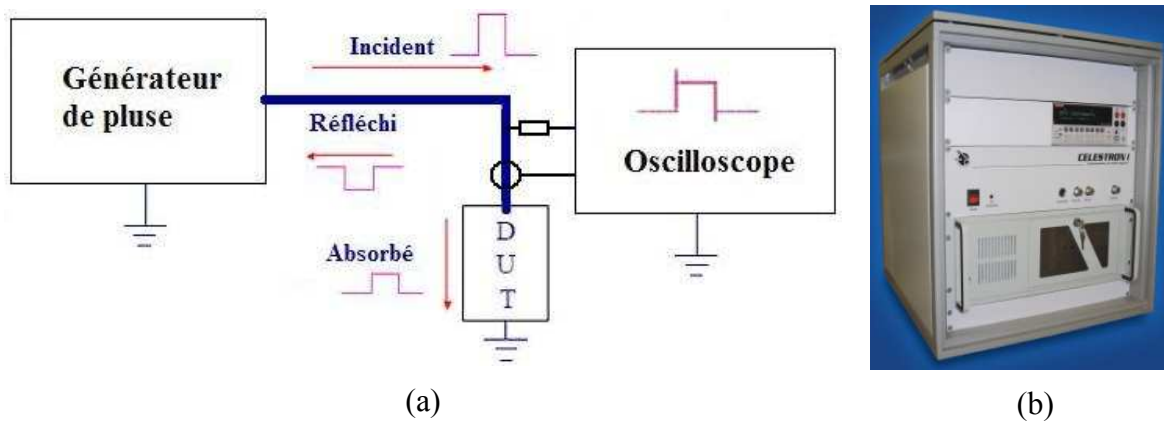 Incident
Générateur
de pluse
Réfléchi
Oscilloscope
Absorbé
D
U
T
CELESTRON I
(a)
(b)